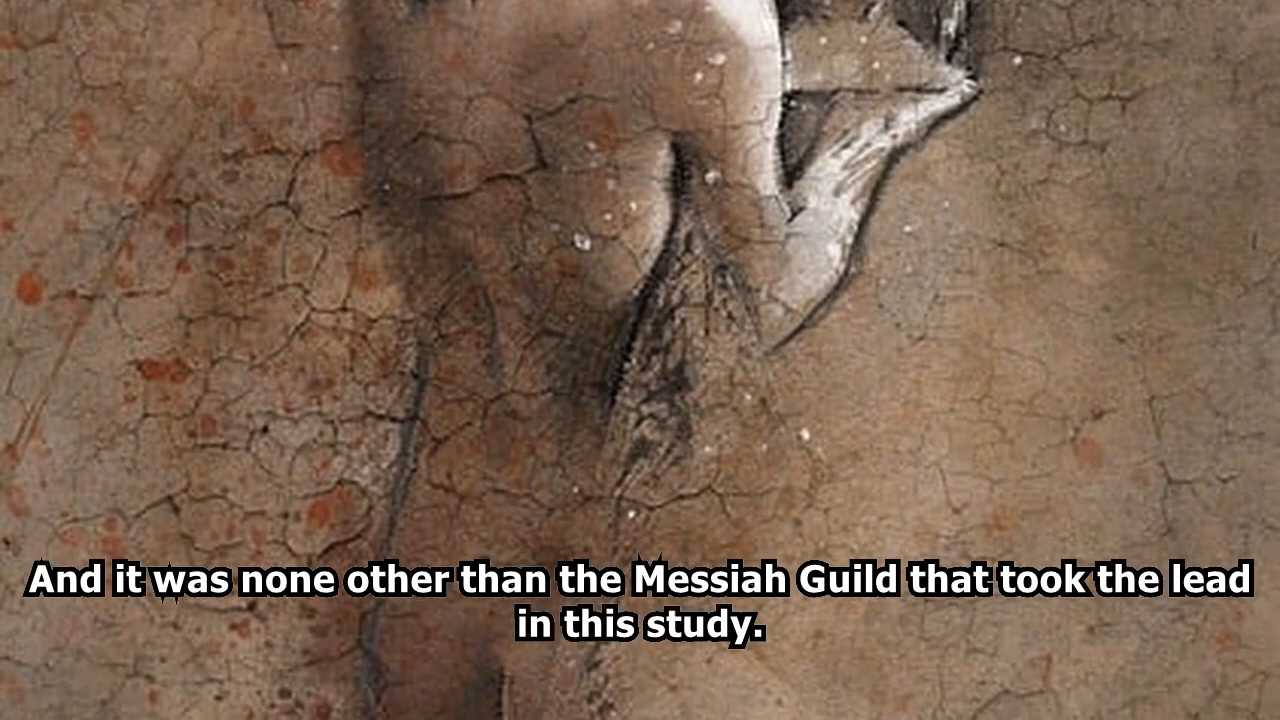 And it was none other than the Messiah Guild that took the lead
in this study.